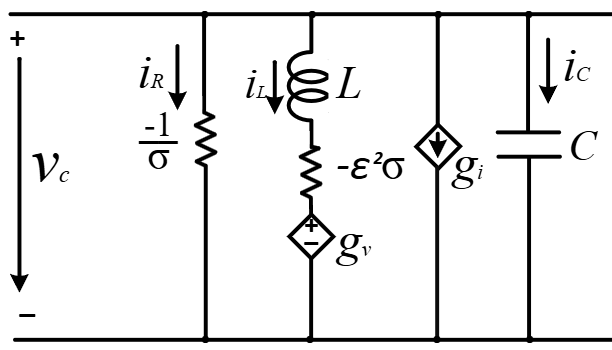 +
v_c
−
i_R
-1
σ
i_L
L
-ε²σ
+
−
g_v
g_i
i_C
C